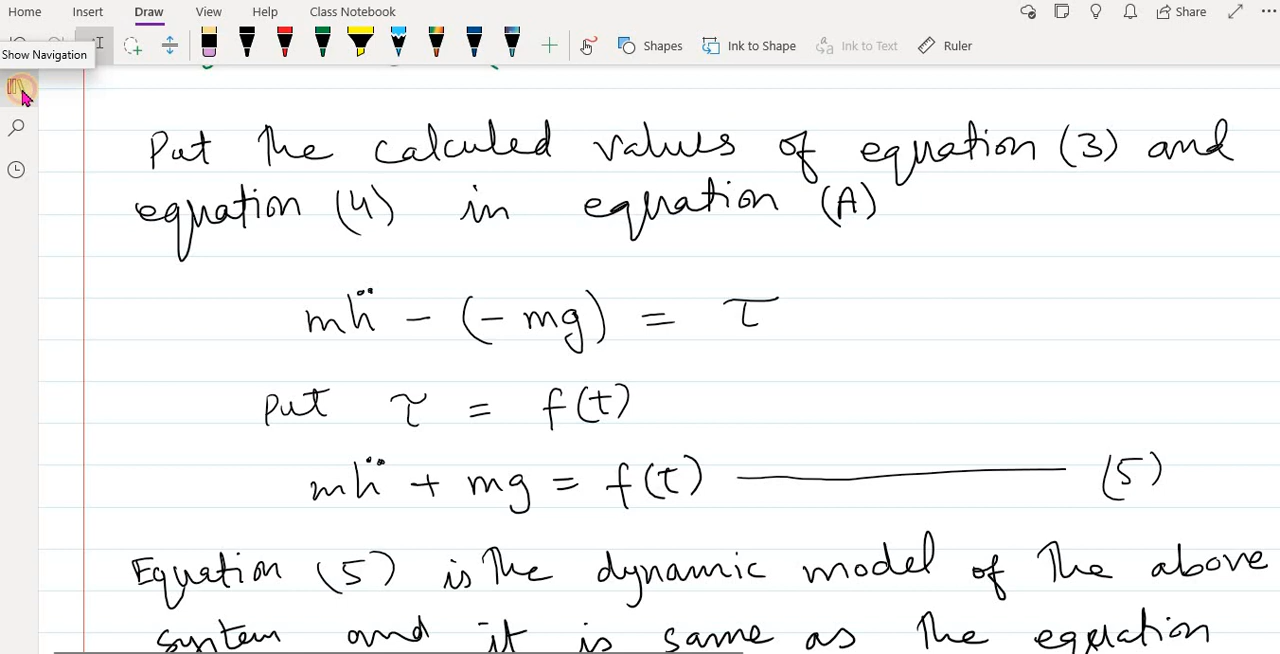 Home Insert Draw View Help Class Notebook Share
Shapes Ink to Shape Ink to Text Ruler
Show Navigation
Put the calculed values of equation (3) and
equation (4) in equation (A)
mḧ - (- mg) = τ
Put τ = f(t)
mḧ + mg = f(t) ——— (5)
Equation (5) is the dynamic model of the above
system and it is same as the equation